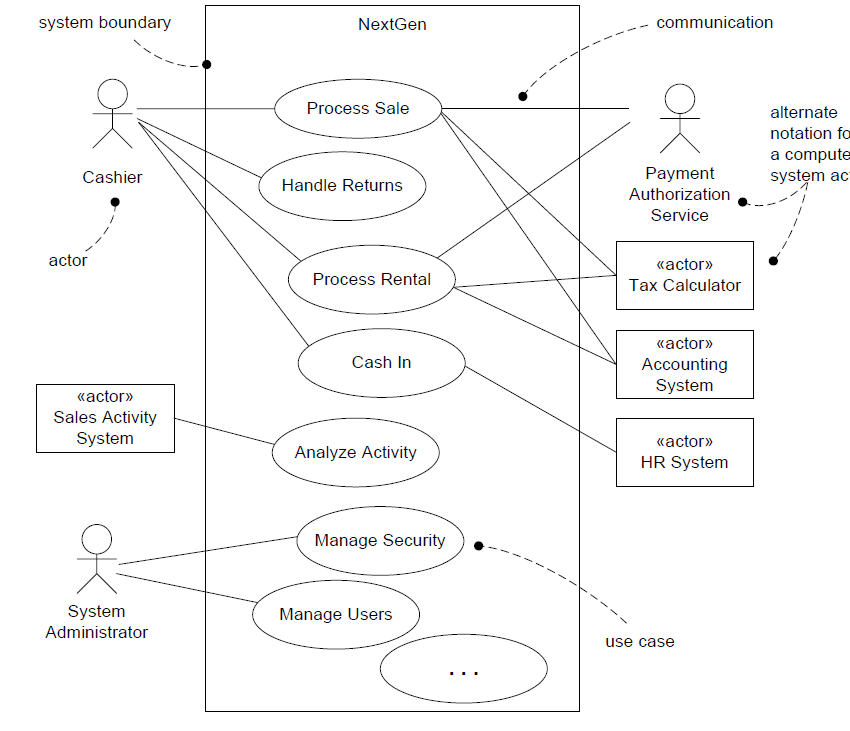 system boundary
NextGen
communication
Process Sale
alternate
notation fo
a compute
system ac
Cashier
Handle Returns
Payment
Authorization
Service
actor
Process Rental
«actor»
Tax Calculator
Cash In
«actor»
Accounting
System
«actor»
Sales Activity
System
Analyze Activity
«actor»
HR System
Manage Security
System
Administrator
Manage Users
use case
...